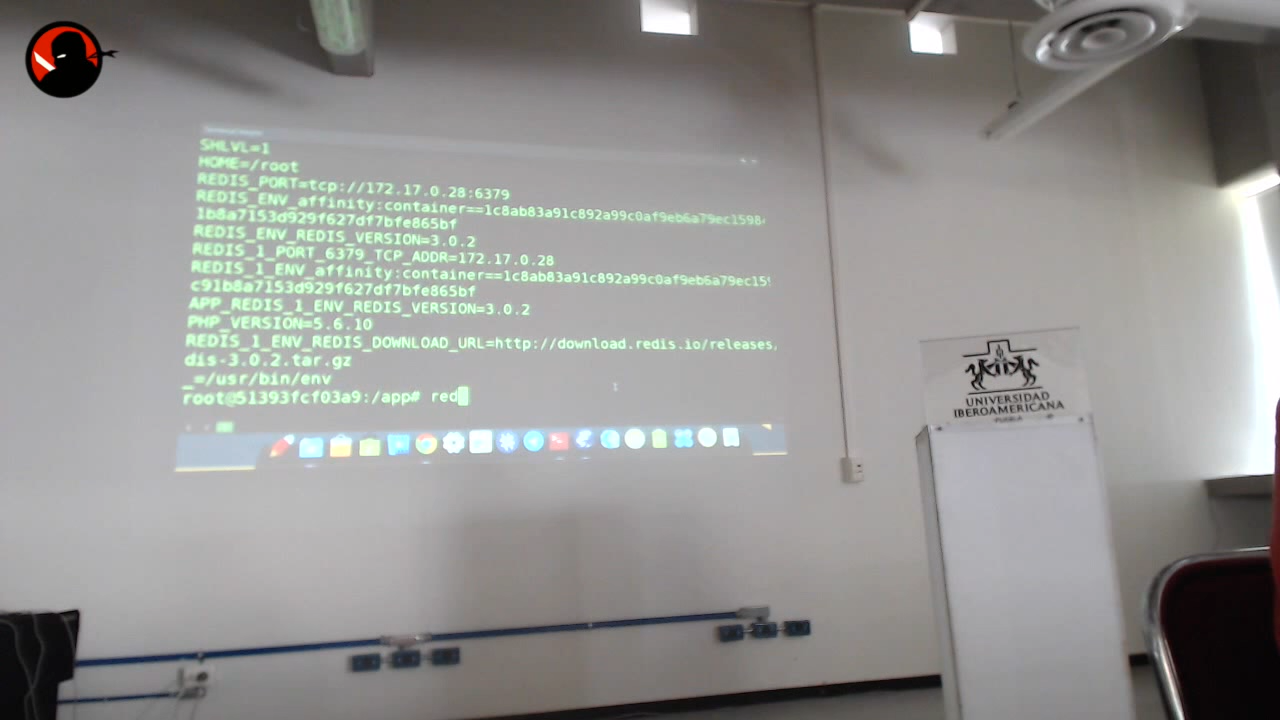 SHLVL=1
HOME=/root
REDIS_PORT=tcp://172.17.0.28:6379
REDIS_ENV_affinity:container==1c8ab83a91c892a99c0af9eb6a79ec1598
1b8a7153d929f627df7bfe865bf
REDIS_ENV_REDIS_VERSION=3.0.2
REDIS_1_PORT_6379_TCP_ADDR=172.17.0.28
REDIS_1_ENV_affinity:container==1c8ab83a91c892a99c0af9eb6a79ec15
c91b8a7153d929f627df7bfe865bf
APP_REDIS_1_ENV_REDIS_VERSION=3.0.2
PHP_VERSION=5.6.10
REDIS_1_ENV_REDIS_DOWNLOAD_URL=http://download.redis.io/releases
dis-3.0.2.tar.gz
_=/usr/bin/env
root@51393fcf03a9:/app# red
UNIVERSIDAD
IBEROAMERICANA
PUEBLA